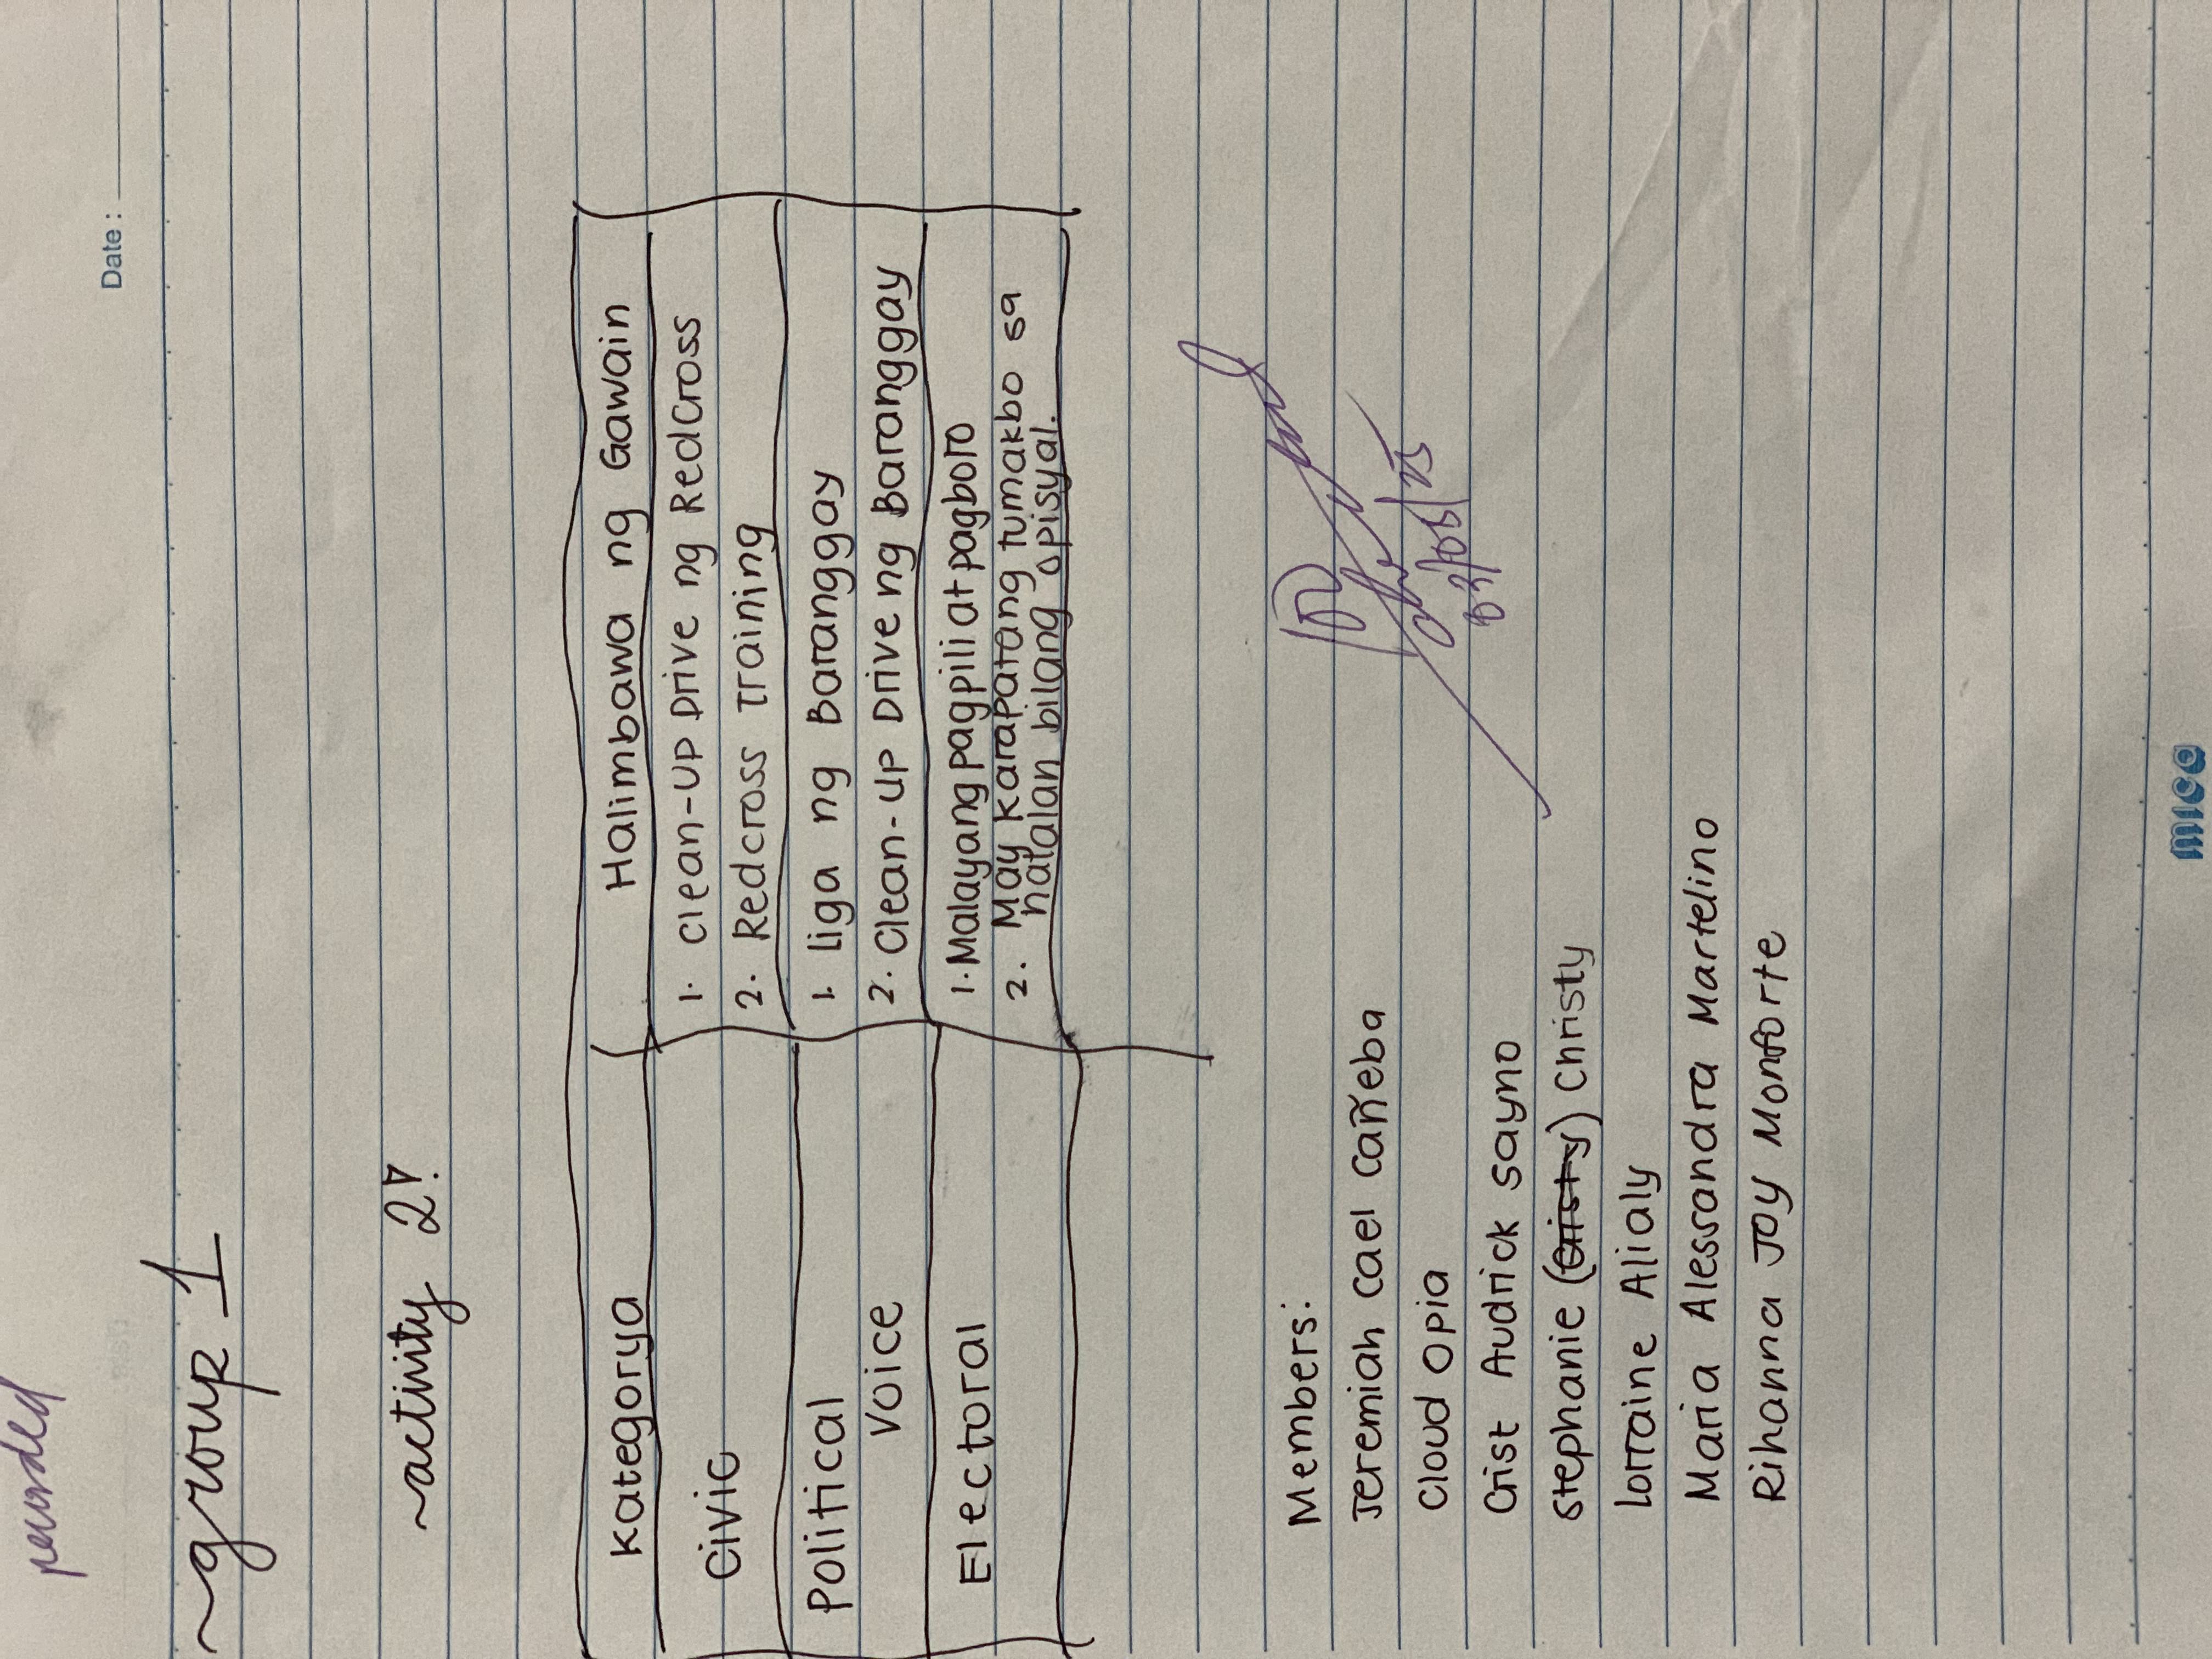 recorded
Date :
~group 1
~activity 2!
Kategorya Halimbawa ng Gawain
Civic
1. Clean-UP Drive ng RedCross
2. Redcross Training
Political Voice
1. Liga ng Baranggay
2. Clean-UP Drive ng Baranggay
Electoral
1. Malayang pagpili at pagboto
2. May Karapatang tumakbo sa
halalan bilang opisyal.
Members:
Jeremiah Cael Cañeba
Cloud Opia
Crist Audrick Sayno
Stephanie (Cristy) Christy
Lorraine Alialy
Maria Alessandra Martelino
Rihanna Joy Monforte
03/05/25
mica